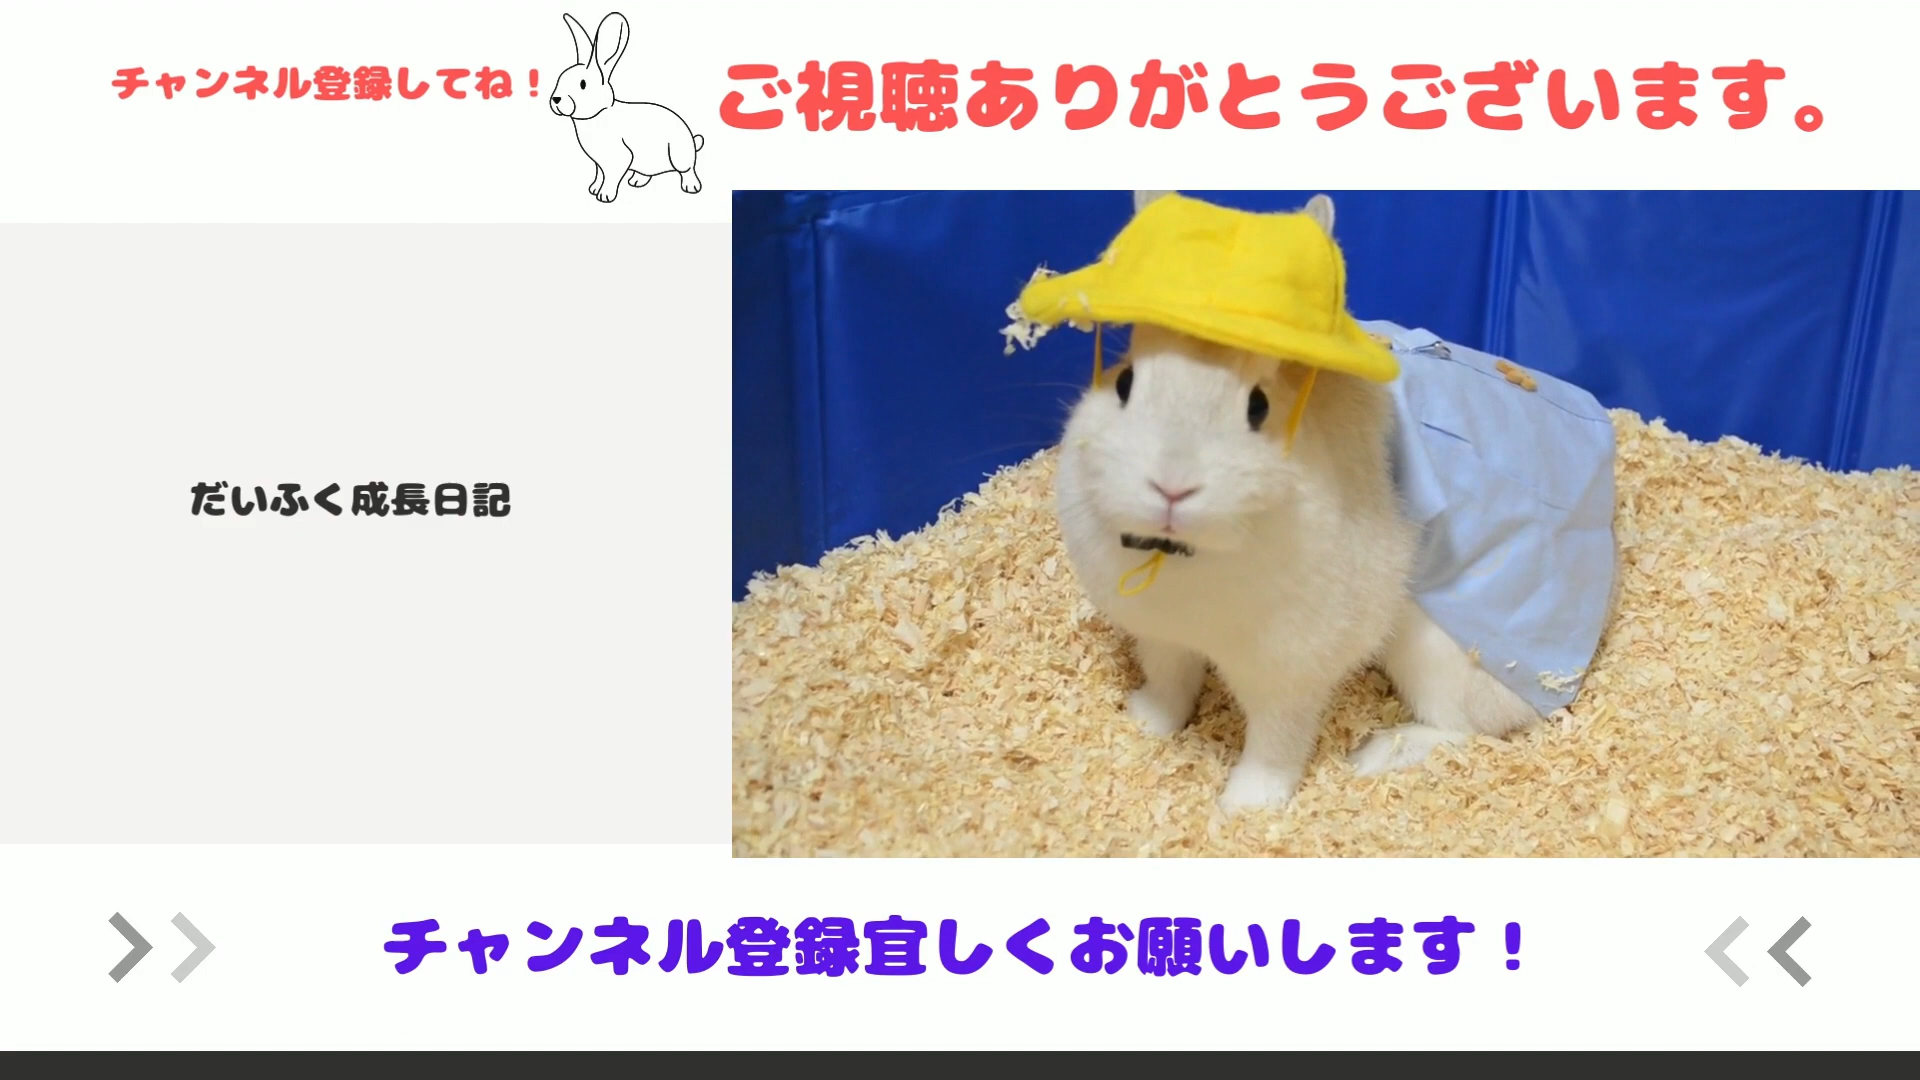 チャンネル登録してね！
ご視聴ありがとうございます。
だいふく成長日記
チャンネル登録宜しくお願いします！